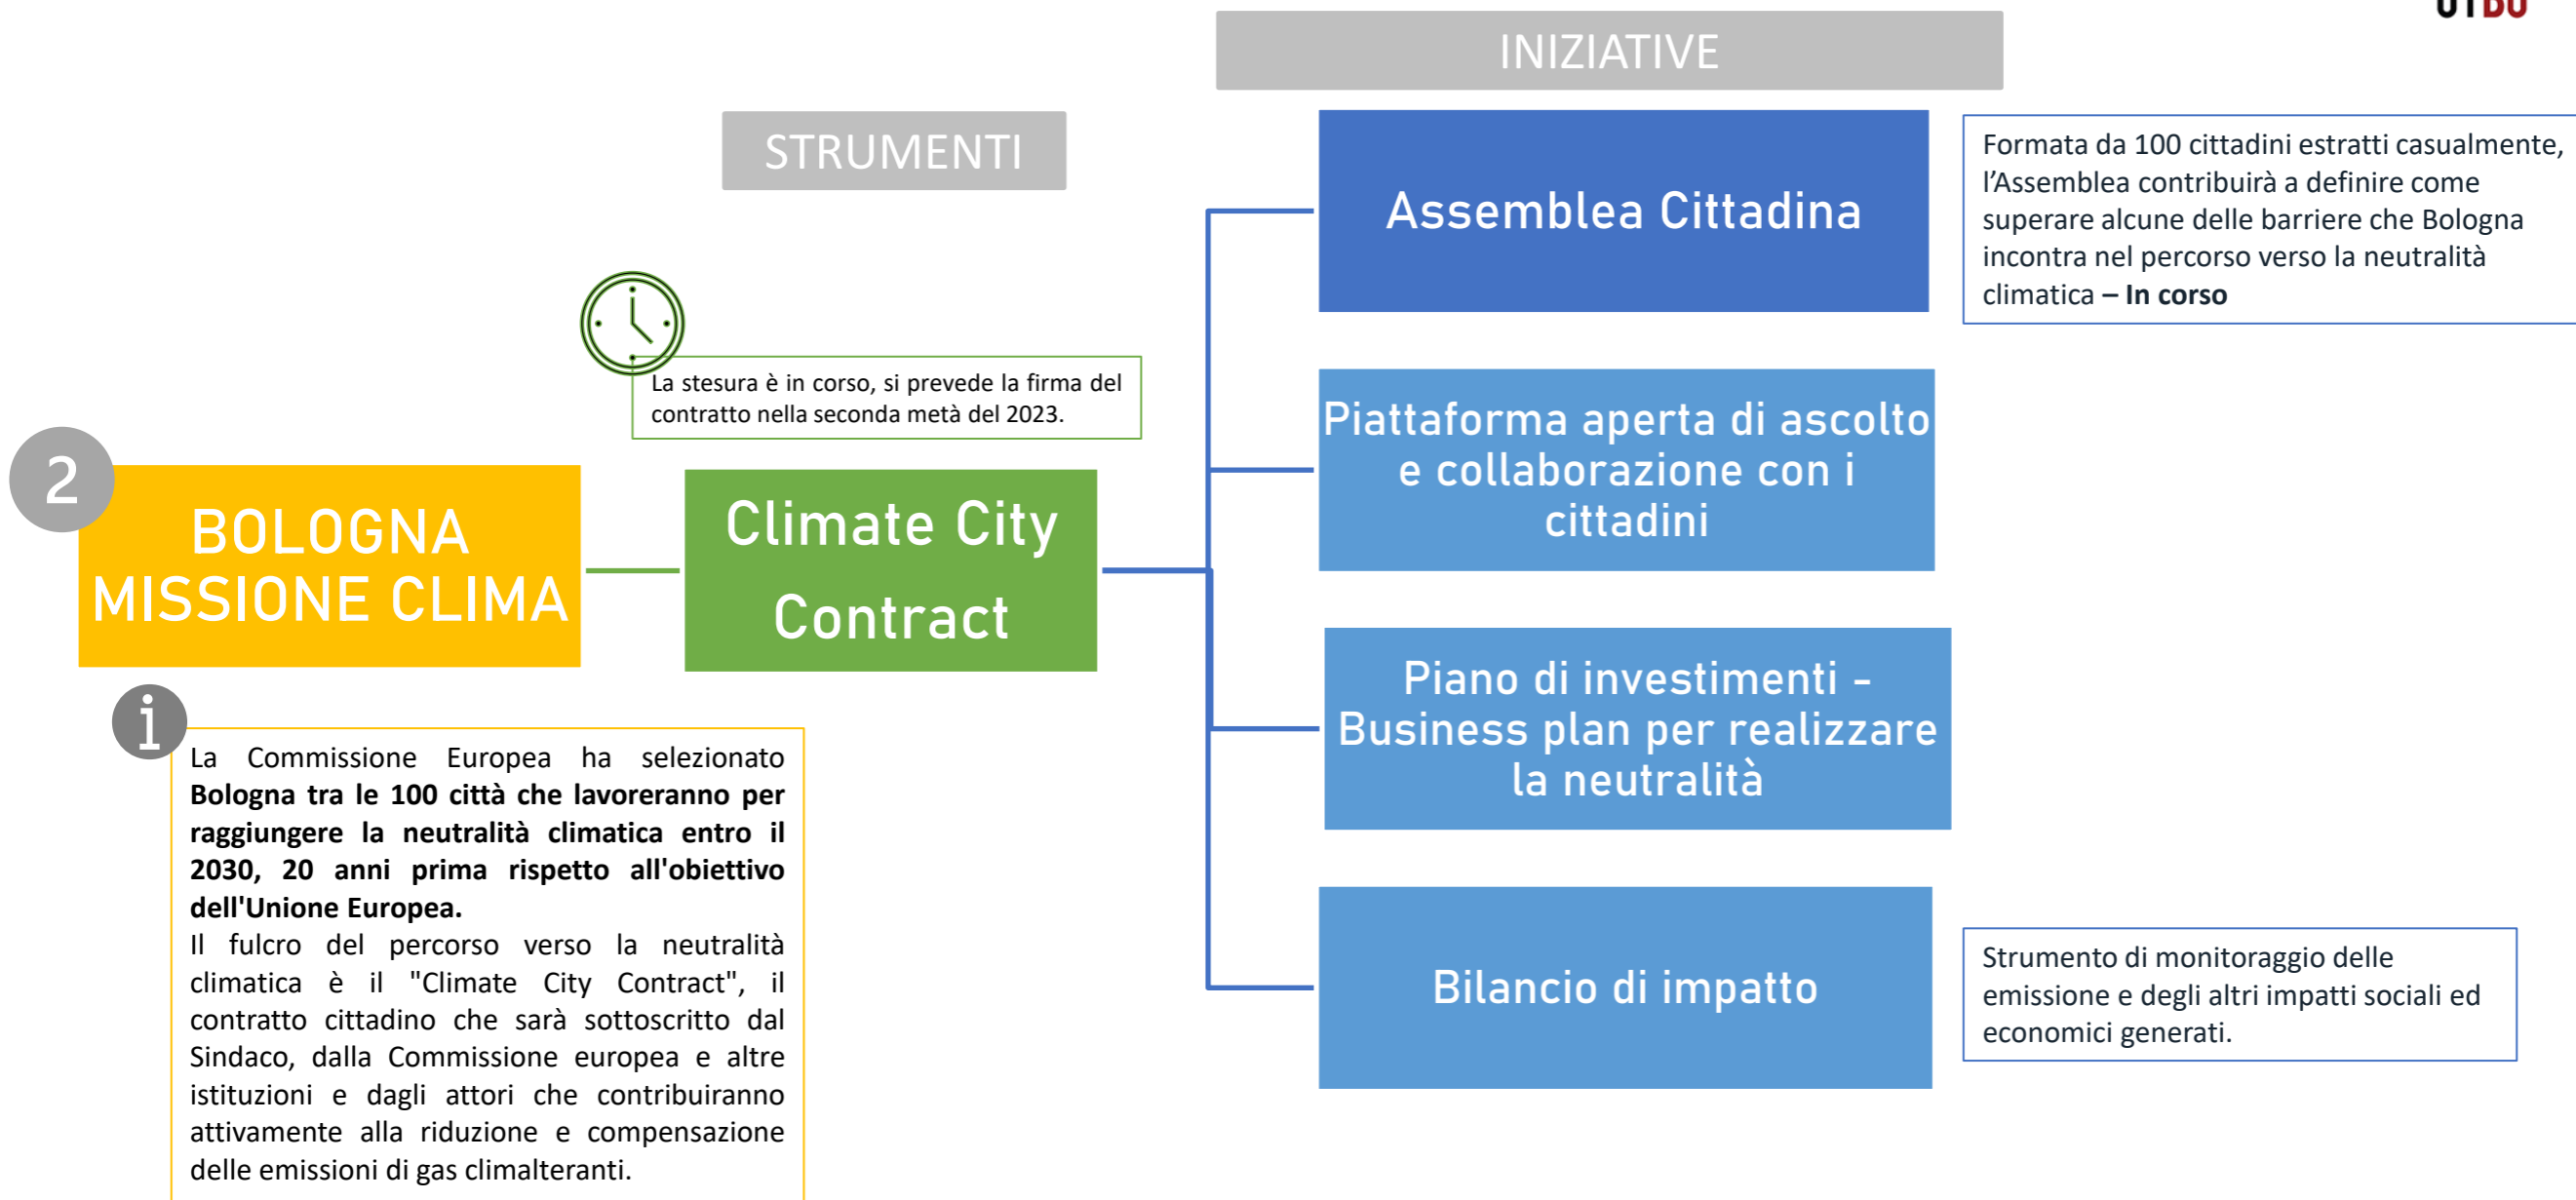 INIZIATIVE
STRUMENTI
Assemblea Cittadina
Formata da 100 cittadini estratti casualmente,
l'Assemblea contribuirà a definire come
superare alcune delle barriere che Bologna
incontra nel percorso verso la neutralità
climatica – In corso
La stesura è in corso, si prevede la firma del
contratto nella seconda metà del 2023.
Piattaforma aperta di ascolto
e collaborazione con i
cittadini
2
BOLOGNA
MISSIONE CLIMA
Climate City
Contract
Piano di investimenti -
Business plan per realizzare
la neutralità
i
La Commissione Europea ha selezionato
Bologna tra le 100 città che lavoreranno per
raggiungere la neutralità climatica entro il
2030, 20 anni prima rispetto all'obiettivo
dell'Unione Europea.
Il fulcro del percorso verso la neutralità
climatica è il "Climate City Contract", il
contratto cittadino che sarà sottoscritto dal
Sindaco, dalla Commissione europea e altre
istituzioni e dagli attori che contribuiranno
attivamente alla riduzione e compensazione
delle emissioni di gas climalteranti.
Bilancio di impatto
Strumento di monitoraggio delle
emissione e degli altri impatti sociali ed
economici generati.